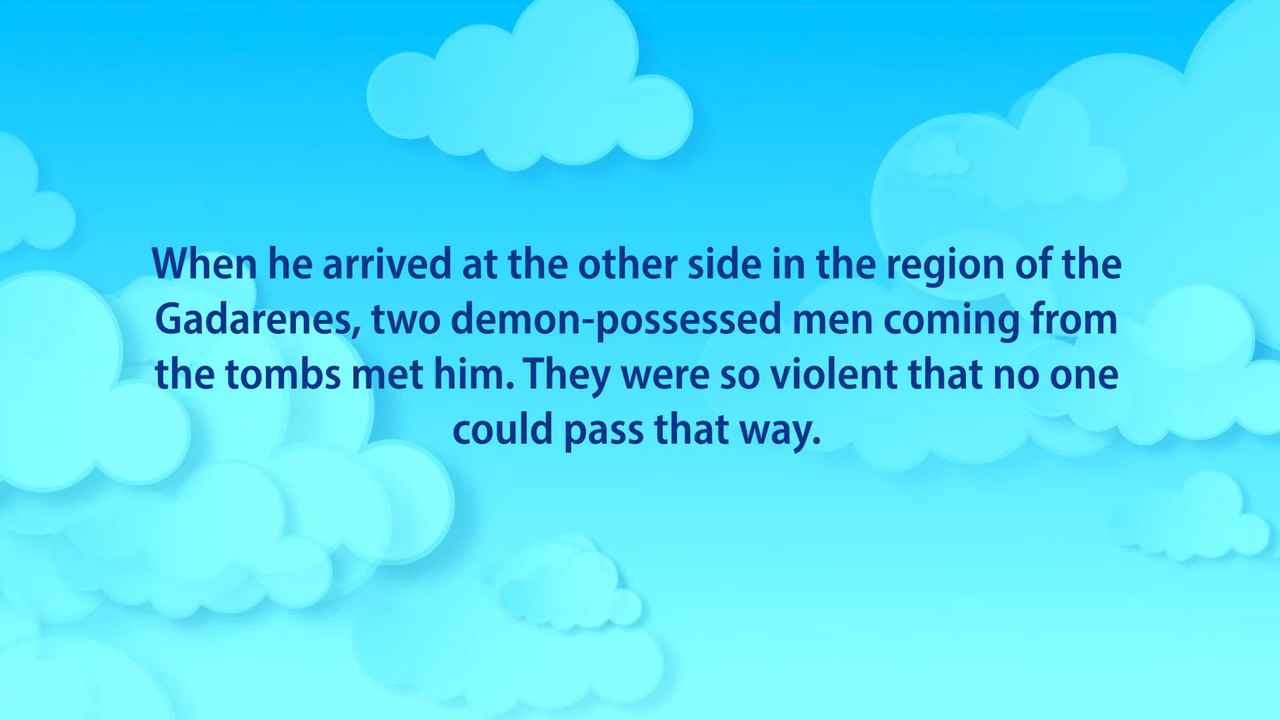 When he arrived at the other side in the region of the
Gadarenes, two demon-possessed men coming from
the tombs met him. They were so violent that no one
could pass that way.